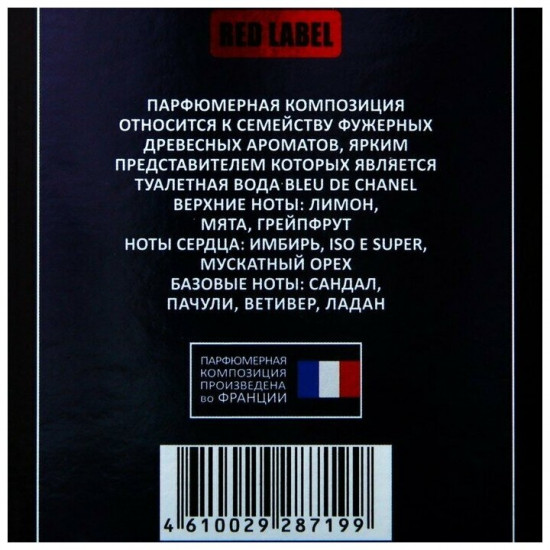 RED LABEL
ПАРФЮМЕРНАЯ КОМПОЗИЦИЯ
ОТНОСИТСЯ К СЕМЕЙСТВУ ФУЖЕРНЫХ
ДРЕВЕСНЫХ АРОМАТОВ, ЯРКИМ
ПРЕДСТАВИТЕЛЕМ КОТОРЫХ ЯВЛЯЕТСЯ
ТУАЛЕТНАЯ ВОДА BLEU DE CHANEL
ВЕРХНИЕ НОТЫ: ЛИМОН,
МЯТА, ГРЕЙПФРУТ
НОТЫ СЕРДЦА: ИМБИРЬ, ISO E SUPER,
МУСКАТНЫЙ ОРЕХ
БАЗОВЫЕ НОТЫ: САНДАЛ,
ПАЧУЛИ, ВЕТИВЕР, ЛАДАН
ПАРФЮМЕРНАЯ
КОМПОЗИЦИЯ
ПРОИЗВЕДЕНА
во ФРАНЦИИ
4 610029 287199